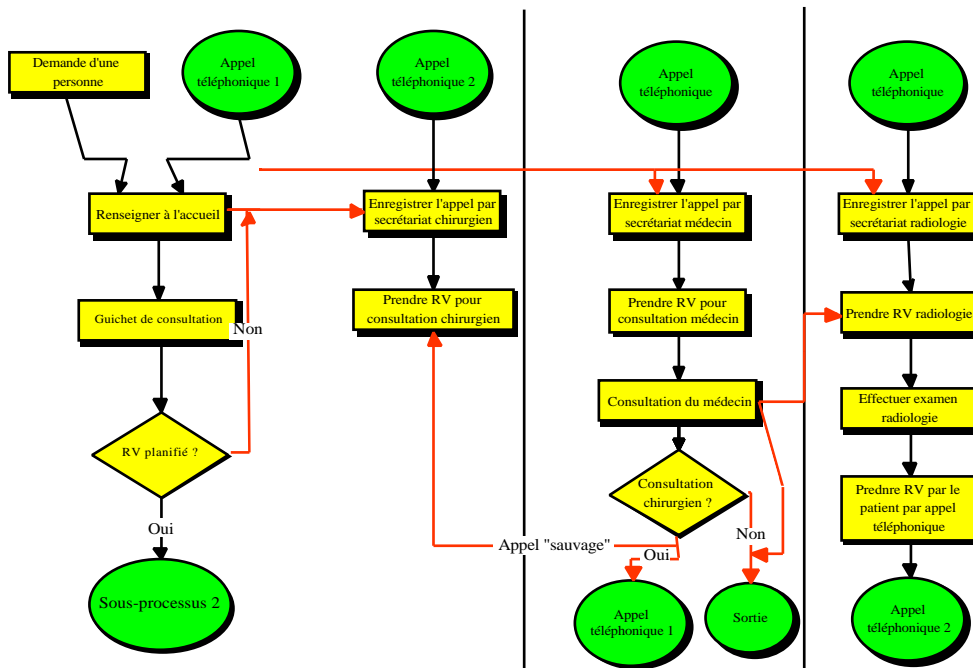 Demande d'une
personne
Appel
téléphonique 1
Renseigner à l'accueil
Guichet de consultation
Non
RV planifié ?
Oui
Sous-processus 2
Appel
téléphonique 2
Enregistrer l'appel par
secrétariat chirurgien
Prendre RV pour
consultation chirurgien
Appel "sauvage"
Appel
téléphonique
Enregistrer l'appel par
secrétariat médecin
Prendre RV pour
consultation médecin
Consultation du médecin
Consultation
chirurgien ?
Non
Oui
Appel
téléphonique 1
Sortie
Appel
téléphonique
Enregistrer l'appel par
secrétariat radiologie
Prendre RV radiologie
Effectuer examen
radiologie
Prednre RV par le
patient par appel
téléphonique
Appel
téléphonique 2